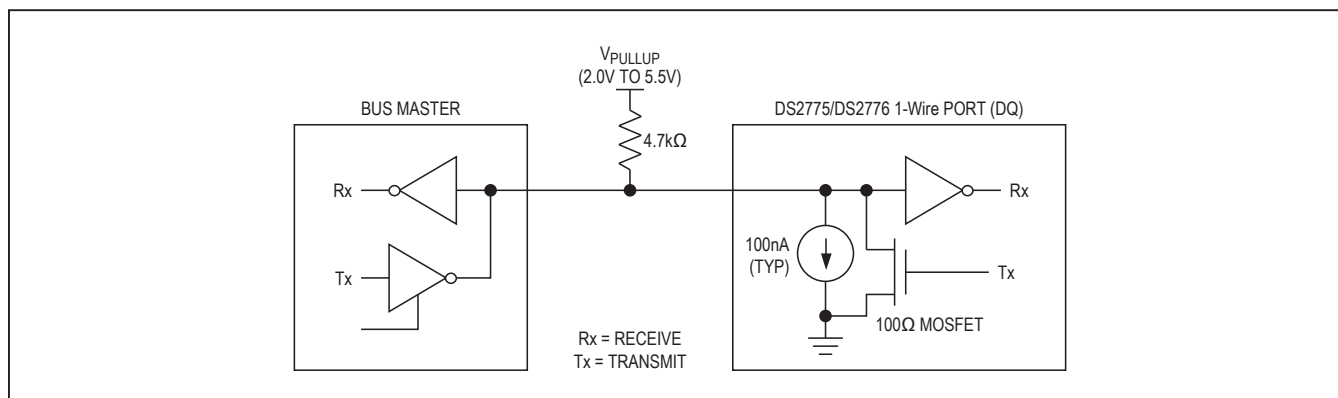 V_PULLUP
(2.0V TO 5.5V)
BUS MASTER
DS2775/DS2776 1-Wire PORT (DQ)
4.7kΩ
Rx
Rx
100nA
(TYP)
Tx
Tx
100Ω MOSFET
Rx = RECEIVE
Tx = TRANSMIT